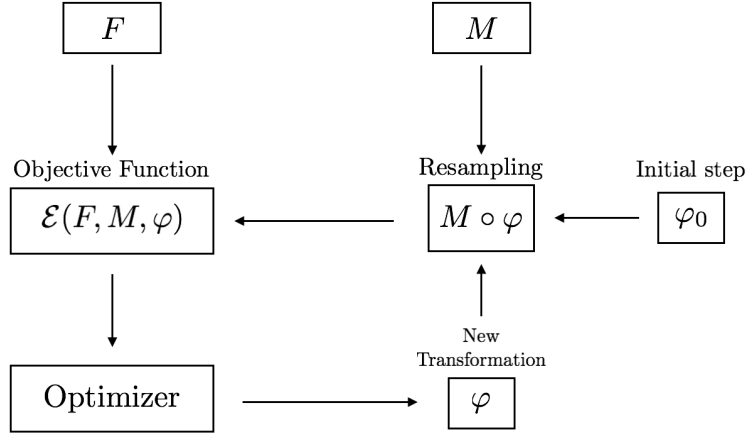 F
M
Objective Function
Resampling
Initial step
ℰ(F, M, φ)
M ∘ φ
φ₀
New
Transformation
Optimizer
φ